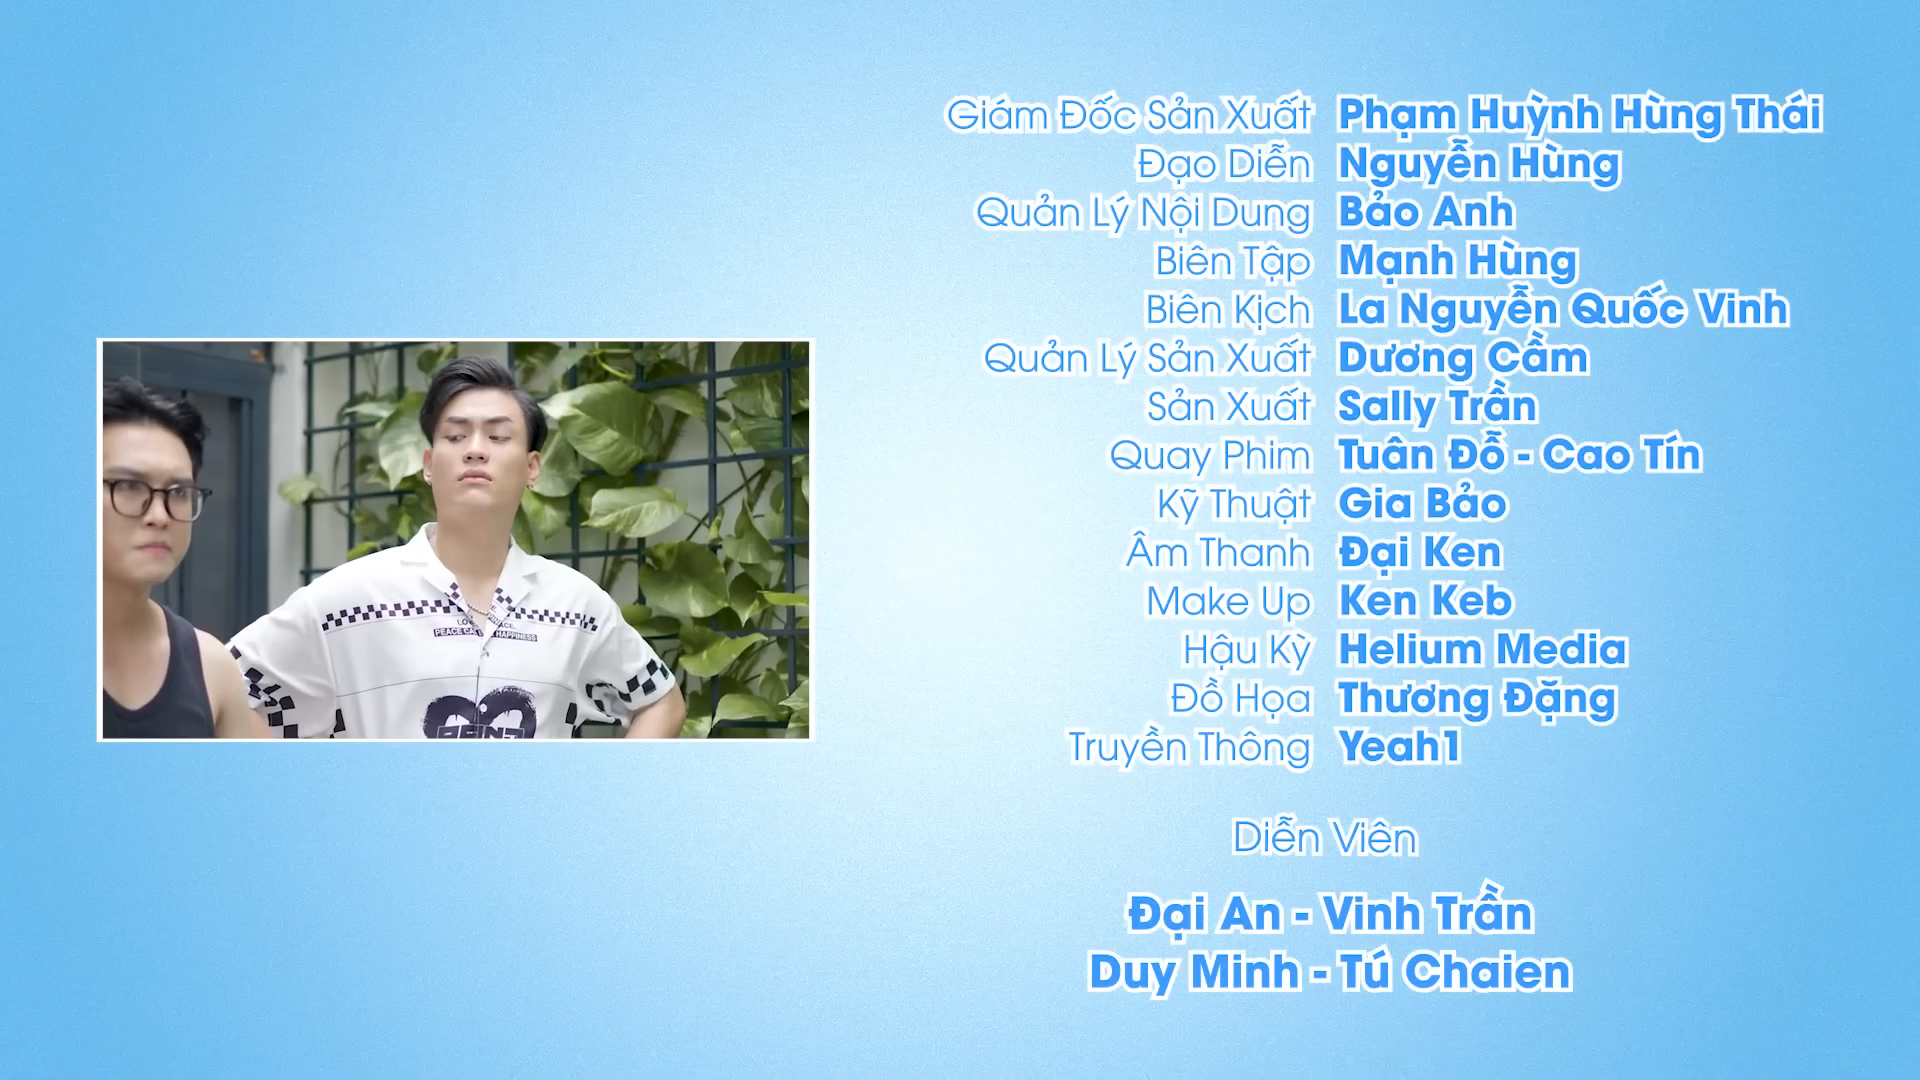 Giám Đốc Sản Xuất Phạm Huỳnh Hùng Thái
Đạo Diễn Nguyễn Hùng
Quản Lý Nội Dung Bảo Anh
Biên Tập Mạnh Hùng
Biên Kịch La Nguyễn Quốc Vinh
Quản Lý Sản Xuất Dương Cầm
Sản Xuất Sally Trần
Quay Phim Tuân Đỗ - Cao Tín
Kỹ Thuật Gia Bảo
Âm Thanh Đại Ken
Make Up Ken Keb
Hậu Kỳ Helium Media
Đồ Họa Thương Đặng
Truyền Thông Yeah1
Diễn Viên
Đại An - Vinh Trần
Duy Minh - Tú Chaien
PEACE
HAPPINESS